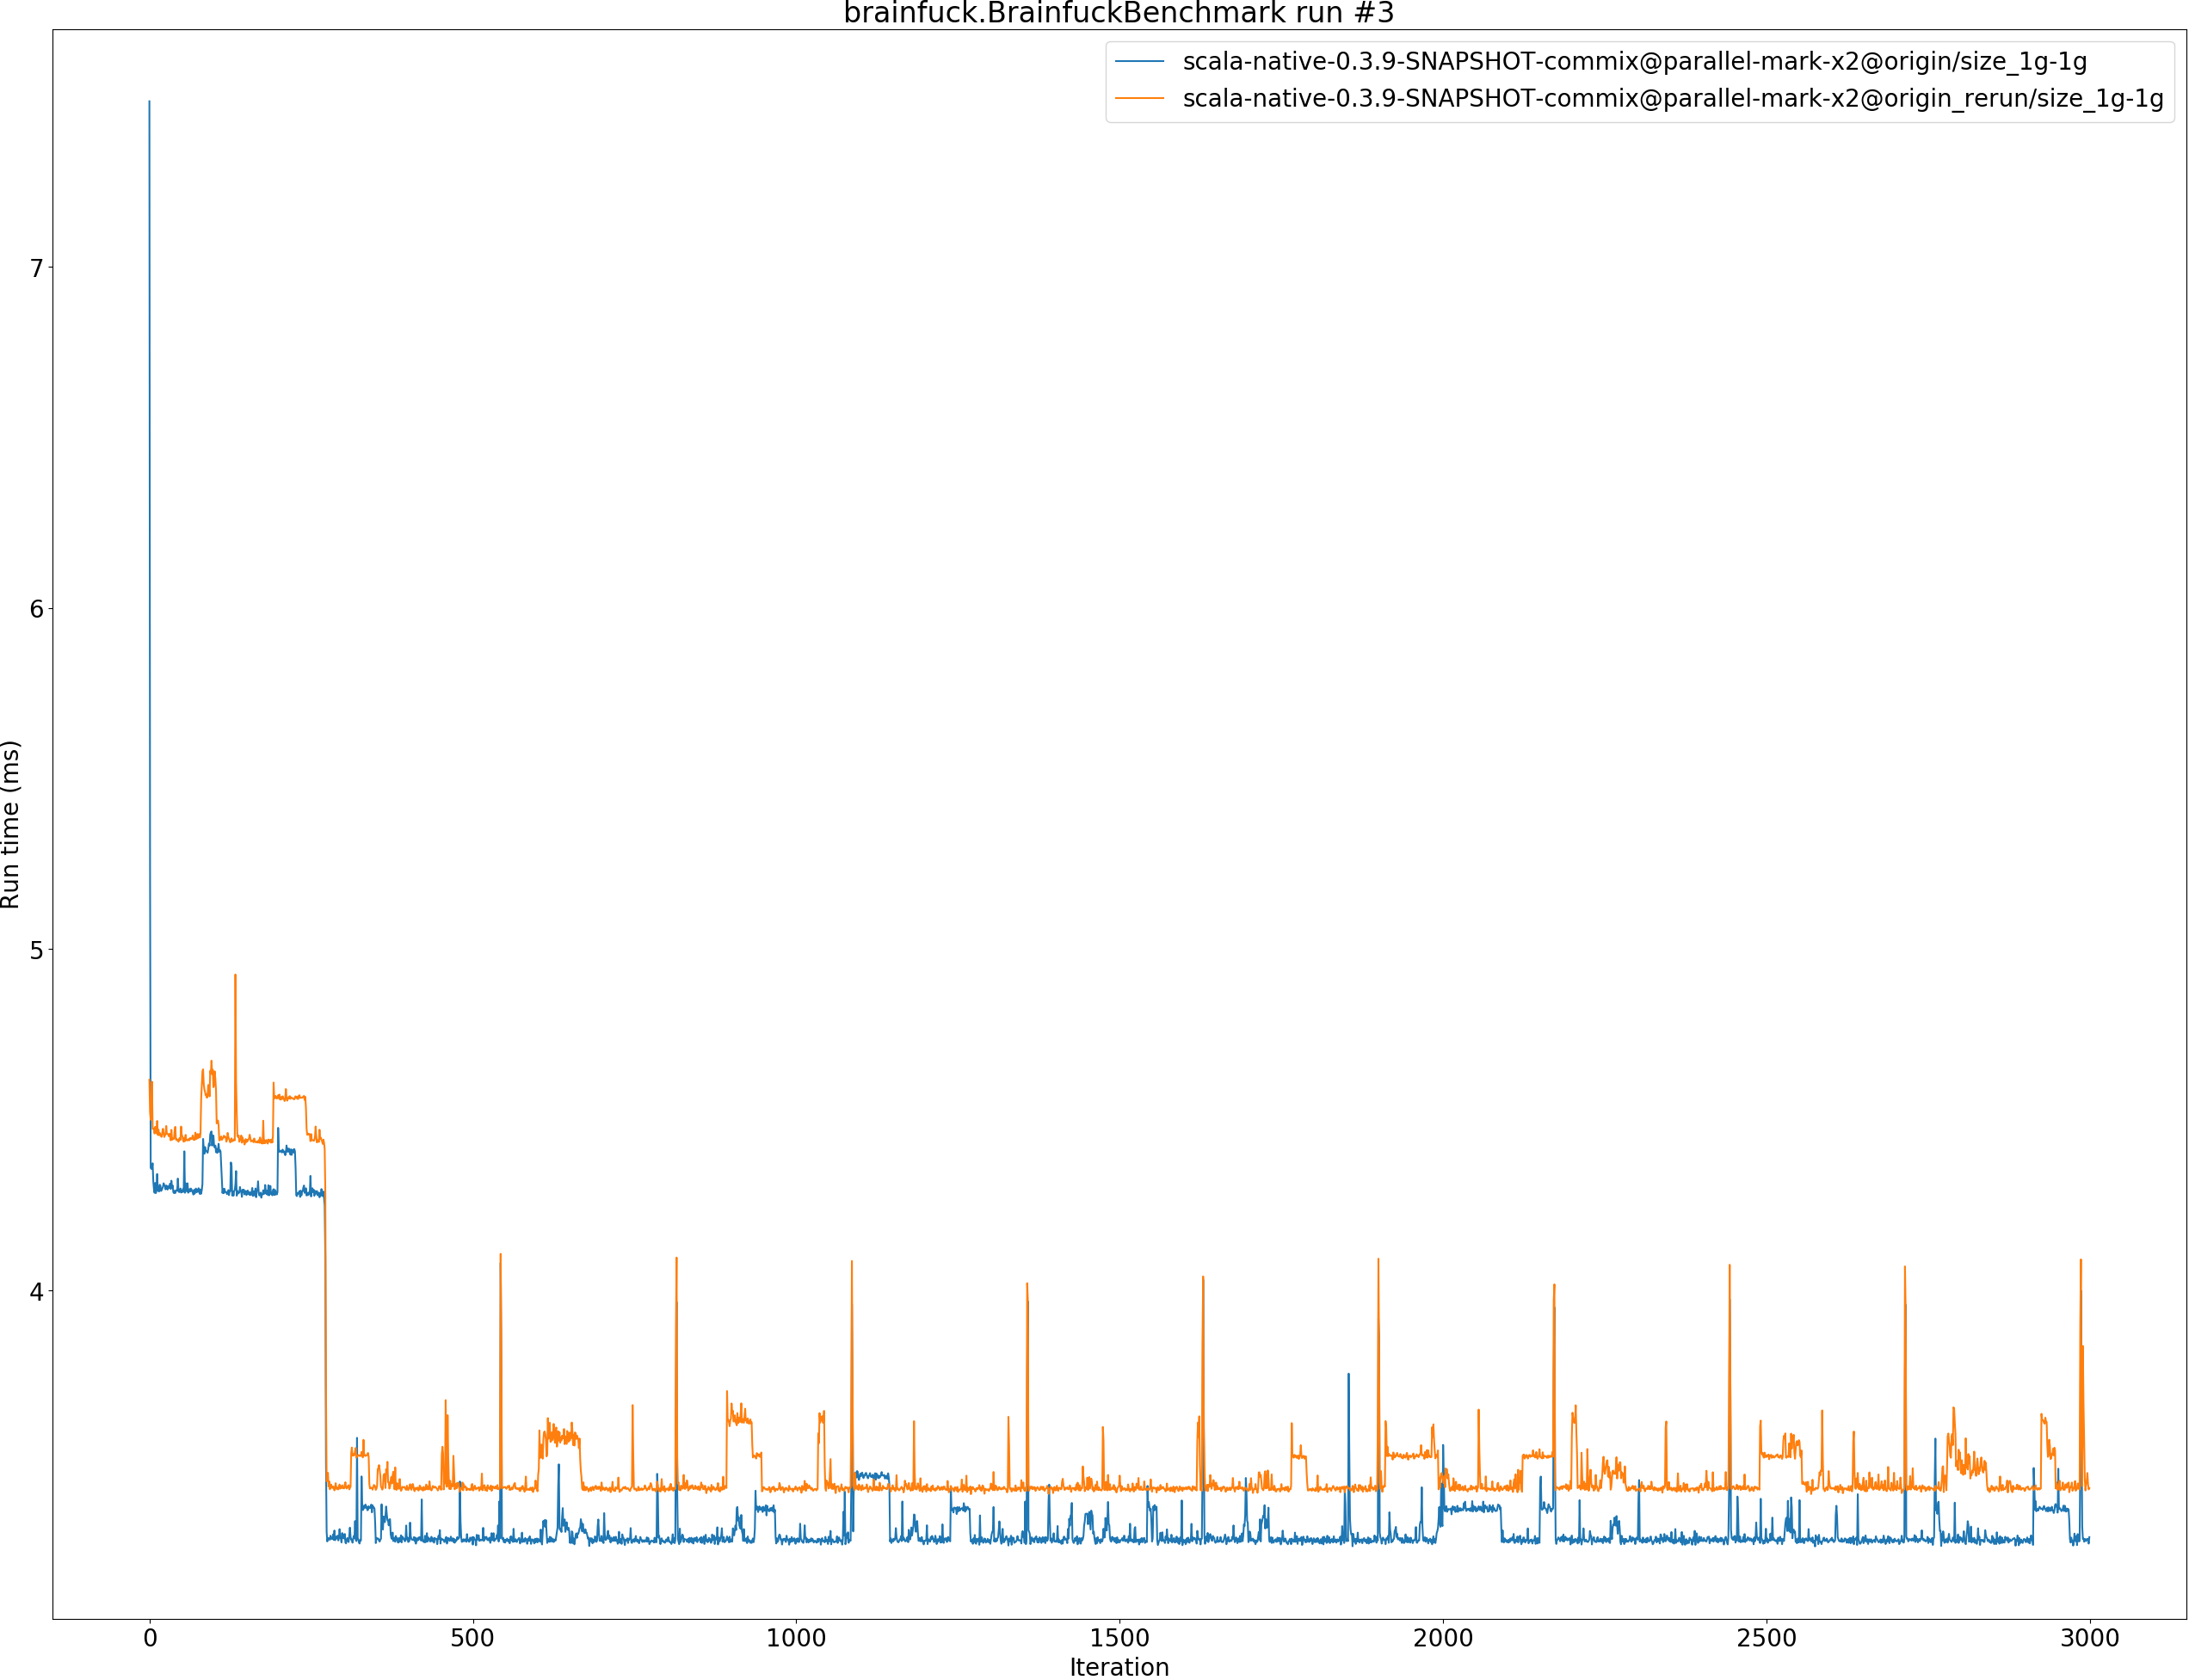 brainfuck.BrainfuckBenchmark run #3
scala-native-0.3.9-SNAPSHOT-commix@parallel-mark-x2@origin/size_1g-1g
scala-native-0.3.9-SNAPSHOT-commix@parallel-mark-x2@origin_rerun/size_1g-1g
7
6
5
4
Run time (ms)
0 500 1000 1500 2000 2500 3000
Iteration